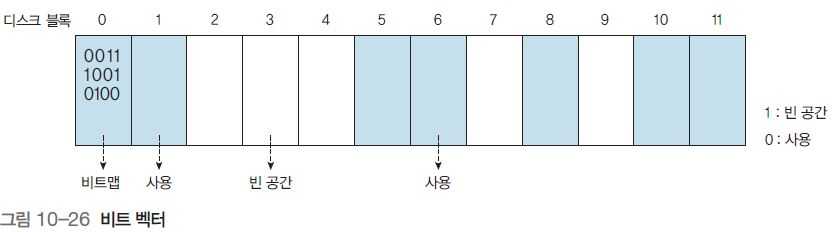 디스크 블록 0 1 2 3 4 5 6 7 8 9 10 11
0011
1001
0100
1 : 빈 공간
0 : 사용
비트맵 사용 빈 공간 사용
그림 10-26 비트 벡터